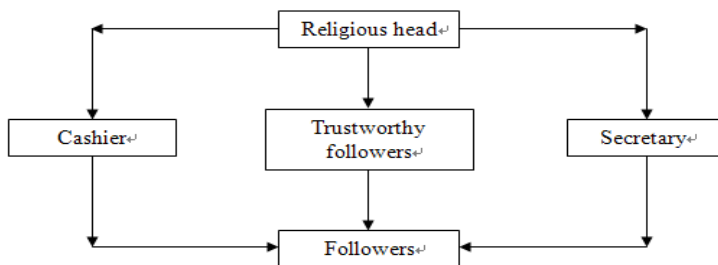 Religious head↵
Cashier↵
Trustworthy
followers↵
Secretary↵
Followers↵